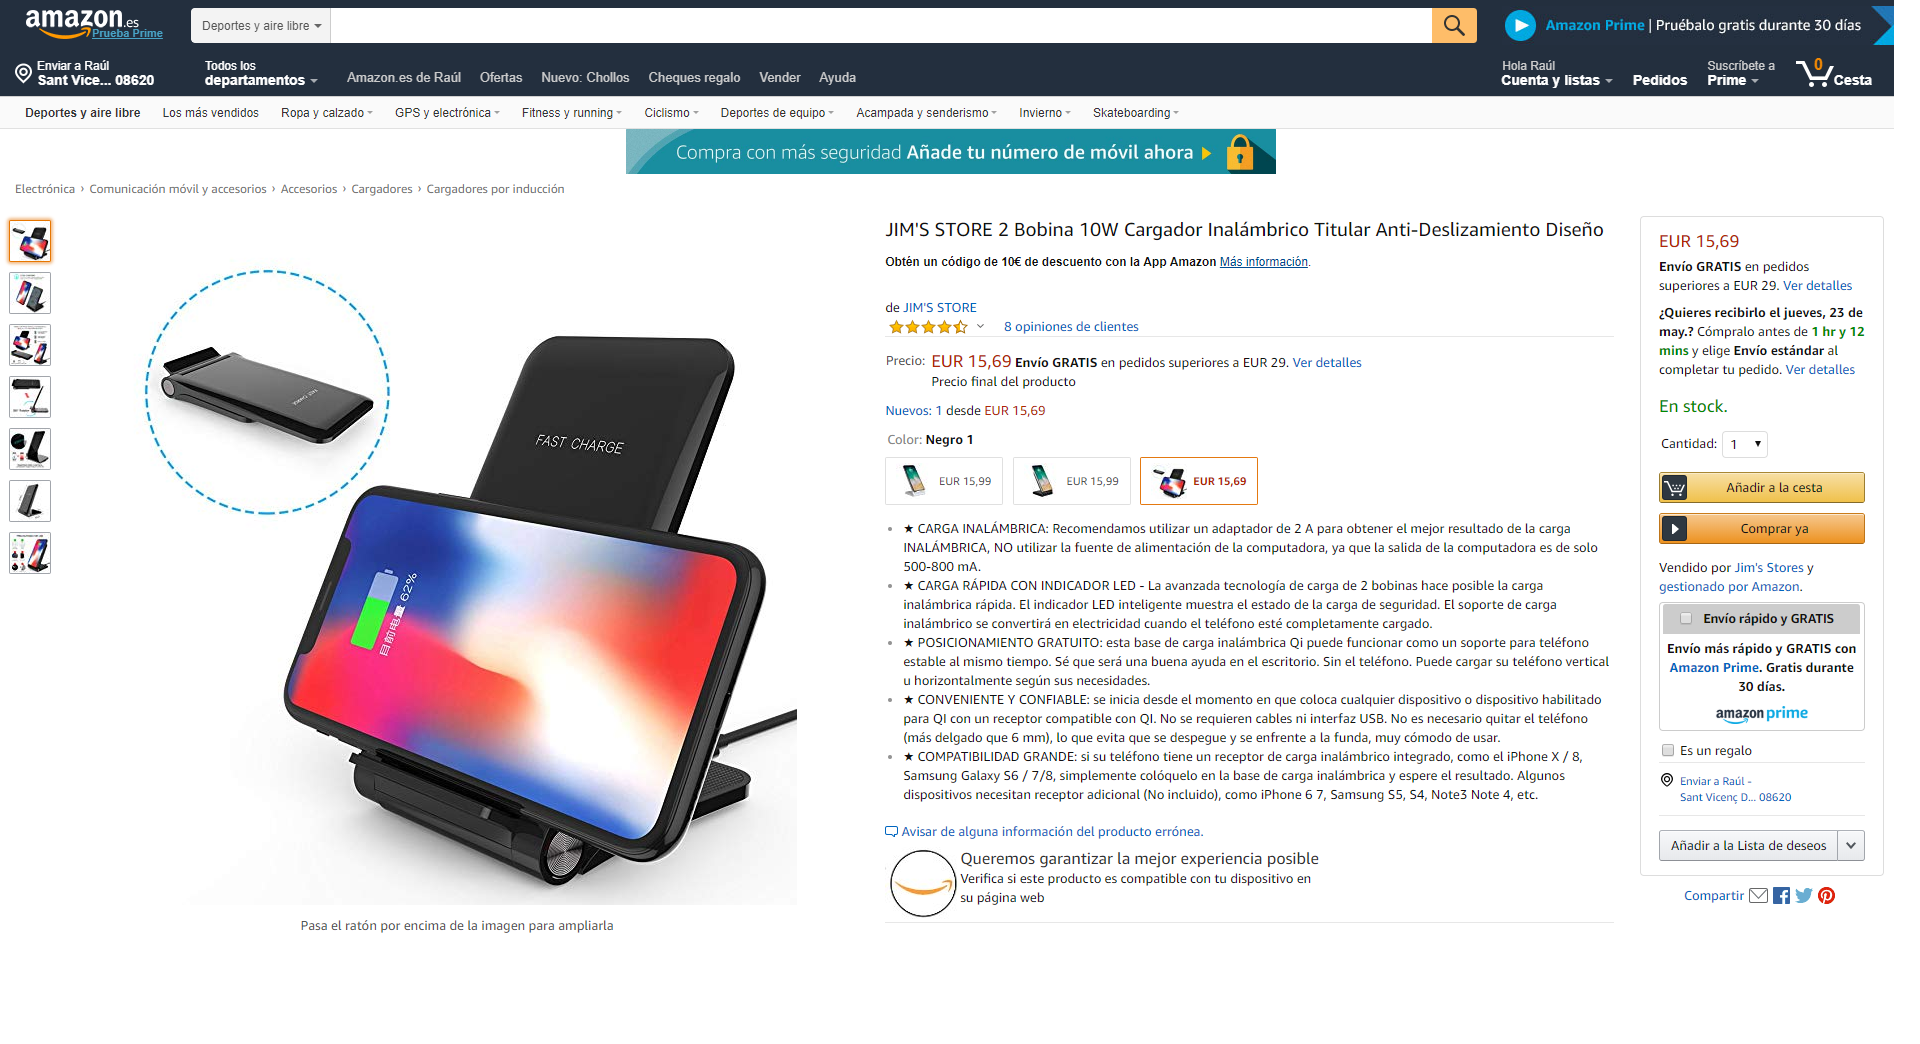 amazon.es
Prueba Prime
Deportes y aire libre
Amazon Prime | Pruébalo gratis durante 30 días
Enviar a Raúl
Sant Vice... 08620
Todos los
departamentos
Amazon.es de Raúl Ofertas Nuevo: Chollos Cheques regalo Vender Ayuda
Hola Raúl
Cuenta y listas
Pedidos
Suscríbete a
Prime
0
Cesta
Deportes y aire libre Los más vendidos Ropa y calzado GPS y electrónica Fitness y running Ciclismo Deportes de equipo Acampada y senderismo Invierno Skateboarding
Compra con más seguridad Añade tu número de móvil ahora
Electrónica › Comunicación móvil y accesorios › Accesorios › Cargadores › Cargadores por inducción
FAST CHARGE
FAST CHARGE
目前电量 62%
Pasa el ratón por encima de la imagen para ampliarla
JIM'S STORE 2 Bobina 10W Cargador Inalámbrico Titular Anti-Deslizamiento Diseño
Obtén un código de 10€ de descuento con la App Amazon Más información.
de JIM'S STORE
8 opiniones de clientes
Precio: EUR 15,69 Envío GRATIS en pedidos superiores a EUR 29. Ver detalles
Precio final del producto
Nuevos: 1 desde EUR 15,69
Color: Negro 1
EUR 15,99
EUR 15,99
EUR 15,69
★ CARGA INALÁMBRICA: Recomendamos utilizar un adaptador de 2 A para obtener el mejor resultado de la carga
INALÁMBRICA, NO utilizar la fuente de alimentación de la computadora, ya que la salida de la computadora es de solo
500-800 mA.
★ CARGA RÁPIDA CON INDICADOR LED - La avanzada tecnología de carga de 2 bobinas hace posible la carga
inalámbrica rápida. El indicador LED inteligente muestra el estado de la carga de seguridad. El soporte de carga
inalámbrico se convertirá en electricidad cuando el teléfono esté completamente cargado.
★ POSICIONAMIENTO GRATUITO: esta base de carga inalámbrica Qi puede funcionar como un soporte para teléfono
estable al mismo tiempo. Sé que será una buena ayuda en el escritorio. Sin el teléfono. Puede cargar su teléfono vertical
u horizontalmente según sus necesidades.
★ CONVENIENTE Y CONFIABLE: se inicia desde el momento en que coloca cualquier dispositivo o dispositivo habilitado
para QI con un receptor compatible con QI. No se requieren cables ni interfaz USB. No es necesario quitar el teléfono
(más delgado que 6 mm), lo que evita que se despegue y se enfrente a la funda, muy cómodo de usar.
★ COMPATIBILIDAD GRANDE: si su teléfono tiene un receptor de carga inalámbrico integrado, como el iPhone X / 8,
Samsung Galaxy S6 / 7/8, simplemente colóquelo en la base de carga inalámbrica y espere el resultado. Algunos
dispositivos necesitan receptor adicional (No incluido), como iPhone 6 7, Samsung S5, S4, Note3 Note 4, etc.
Avisar de alguna información del producto errónea.
Queremos garantizar la mejor experiencia posible
Verifica si este producto es compatible con tu dispositivo en
su página web
EUR 15,69
Envío GRATIS en pedidos
superiores a EUR 29. Ver detalles
¿Quieres recibirlo el jueves, 23 de
may.? Cómpralo antes de 1 hr y 12
mins y elige Envío estándar al
completar tu pedido. Ver detalles
En stock.
Cantidad: 1
Añadir a la cesta
Comprar ya
Vendido por Jim's Stores y
gestionado por Amazon.
Envío rápido y GRATIS
Envío más rápido y GRATIS con
Amazon Prime. Gratis durante
30 días.
amazon prime
Es un regalo
Enviar a Raúl -
Sant Vicenç D... 08620
Añadir a la Lista de deseos
Compartir